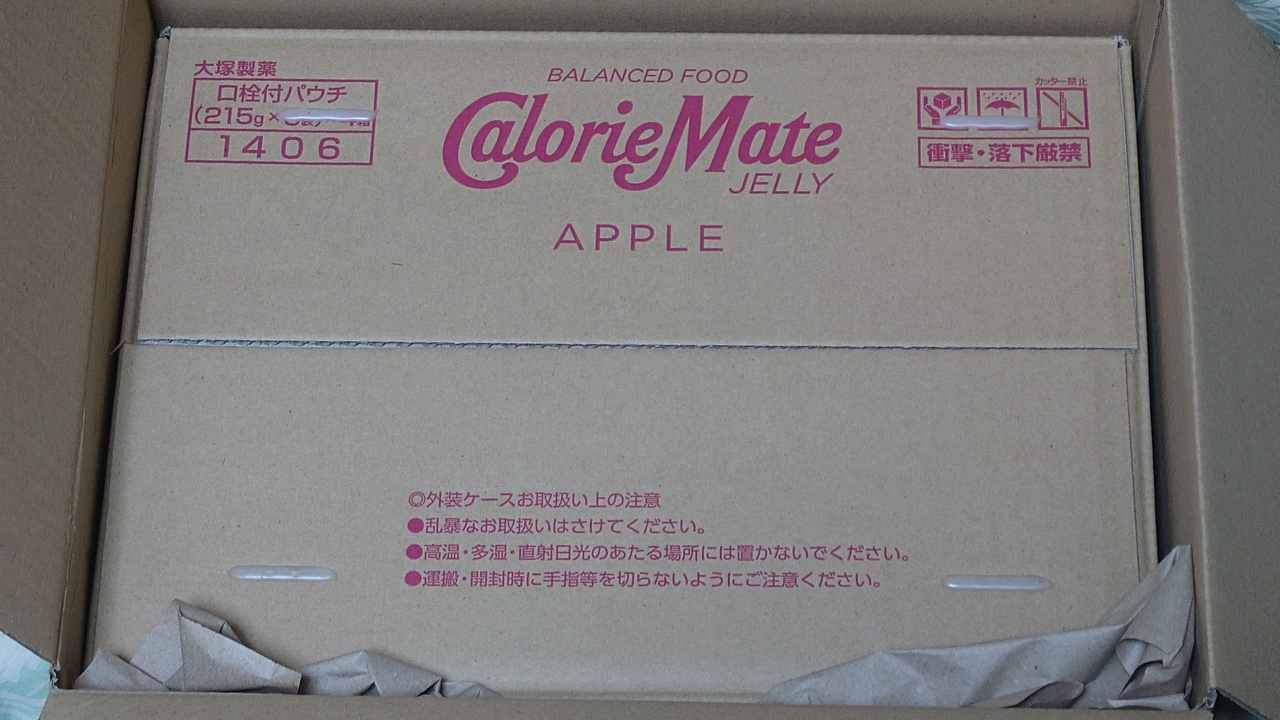 大塚製薬
口栓付パウチ
(215g×
1406
BALANCED FOOD
CalorieMate
JELLY
APPLE
カッター禁止
衝撃・落下厳禁
◎外装ケースお取扱い上の注意
●乱暴なお取扱いはさけてください。
●高温・多湿・直射日光のあたる場所には置かないでください。
●運搬・開封時に手指等を切らないようにご注意ください。